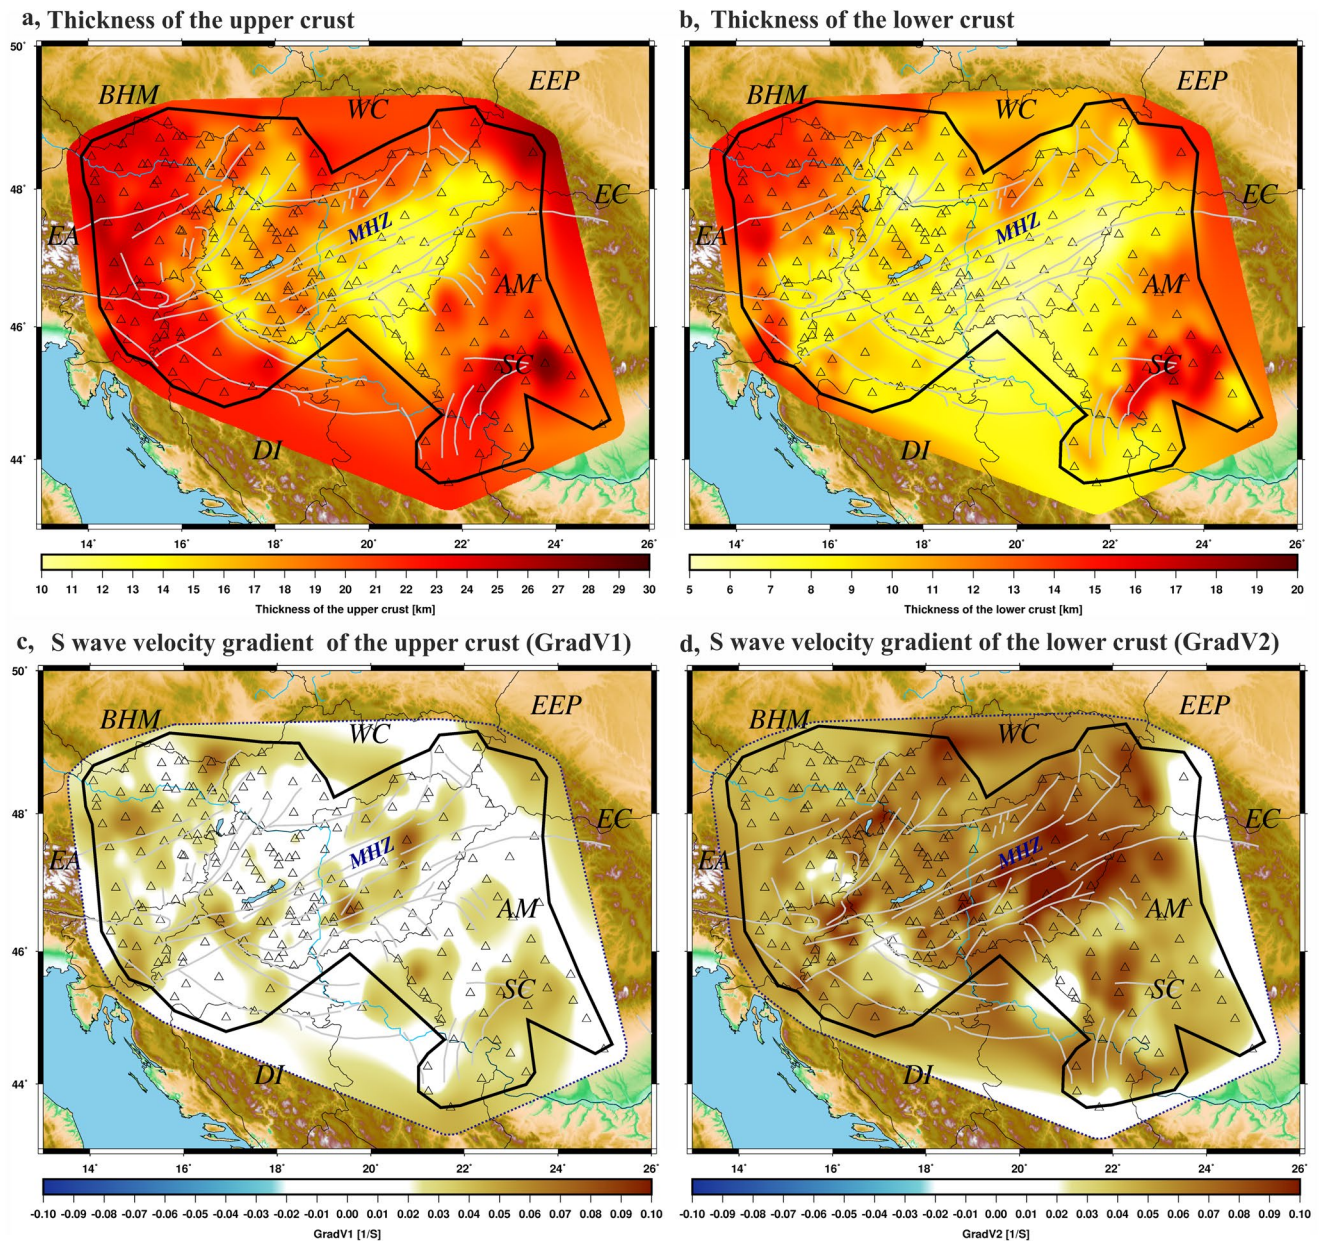 a, Thickness of the upper crust
50°
48°
46°
44°
BHM
WC
EEP
EC
EA
MHZ
AM
SC
DI
14° 16° 18° 20° 22° 24° 26°
10 11 12 13 14 15 16 17 18 19 20 21 22 23 24 25 26 27 28 29 30
Thickness of the upper crust [km]
b, Thickness of the lower crust
BHM
WC
EEP
EC
EA
MHZ
AM
SC
DI
14° 16° 18° 20° 22° 24° 26°
5 6 7 8 9 10 11 12 13 14 15 16 17 18 19 20
Thickness of the lower crust [km]
c, S wave velocity gradient of the upper crust (GradV1)
50°
48°
46°
44°
BHM
WC
EEP
EC
EA
MHZ
AM
SC
DI
14° 16° 18° 20° 22° 24° 26°
-0.10 -0.09 -0.08 -0.07 -0.06 -0.05 -0.04 -0.03 -0.02 -0.01 0.00 0.01 0.02 0.03 0.04 0.05 0.06 0.07 0.08 0.09 0.10
GradV1 [1/S]
d, S wave velocity gradient of the lower crust (GradV2)
BHM
WC
EEP
EC
EA
MHZ
AM
SC
DI
14° 16° 18° 20° 22° 24° 26°
-0.10 -0.09 -0.08 -0.07 -0.06 -0.05 -0.04 -0.03 -0.02 -0.01 0.00 0.01 0.02 0.03 0.04 0.05 0.06 0.07 0.08 0.09 0.10
GradV2 [1/S]